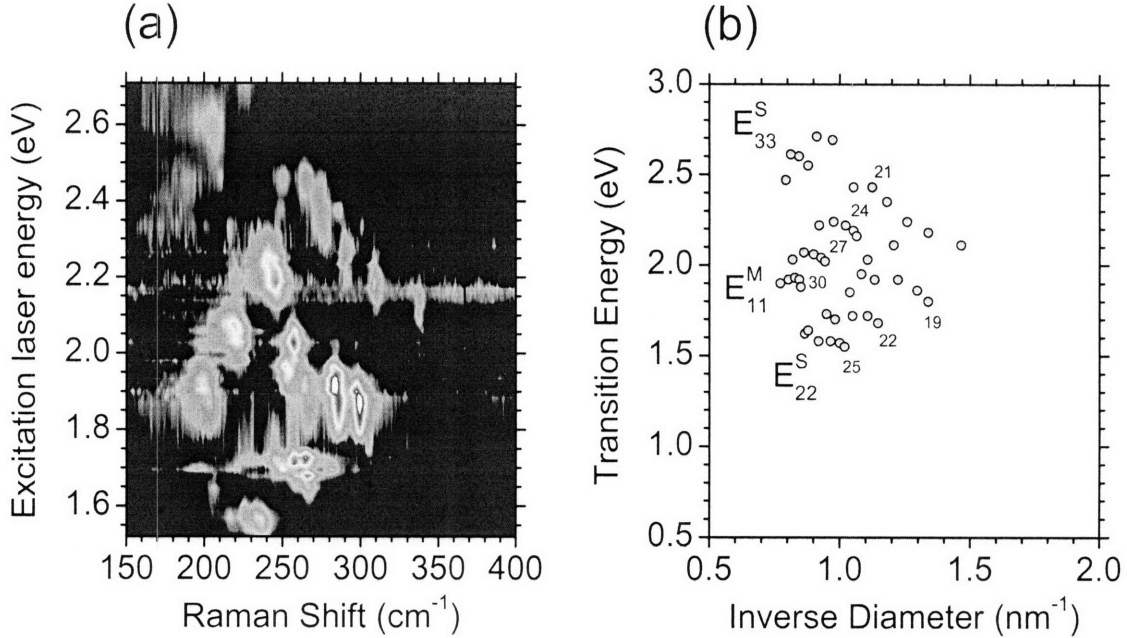 (a)
Excitation laser energy (eV)
2.6
2.4
2.2
2.0
1.8
1.6
150 200 250 300 350 400
Raman Shift (cm⁻¹)
(b)
Transition Energy (eV)
3.0
2.5
2.0
1.5
1.0
0.5
E S 33
21
24
27
E M 11
30
19
22
E S 22
25
0.5 1.0 1.5 2.0
Inverse Diameter (nm⁻¹)